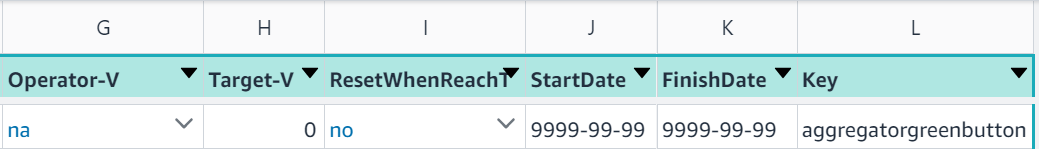 G H I J K L
Operator-V Target-V ResetWhenReachT StartDate FinishDate Key
na 0 no 9999-99-99 9999-99-99 aggregatorgreenbutton